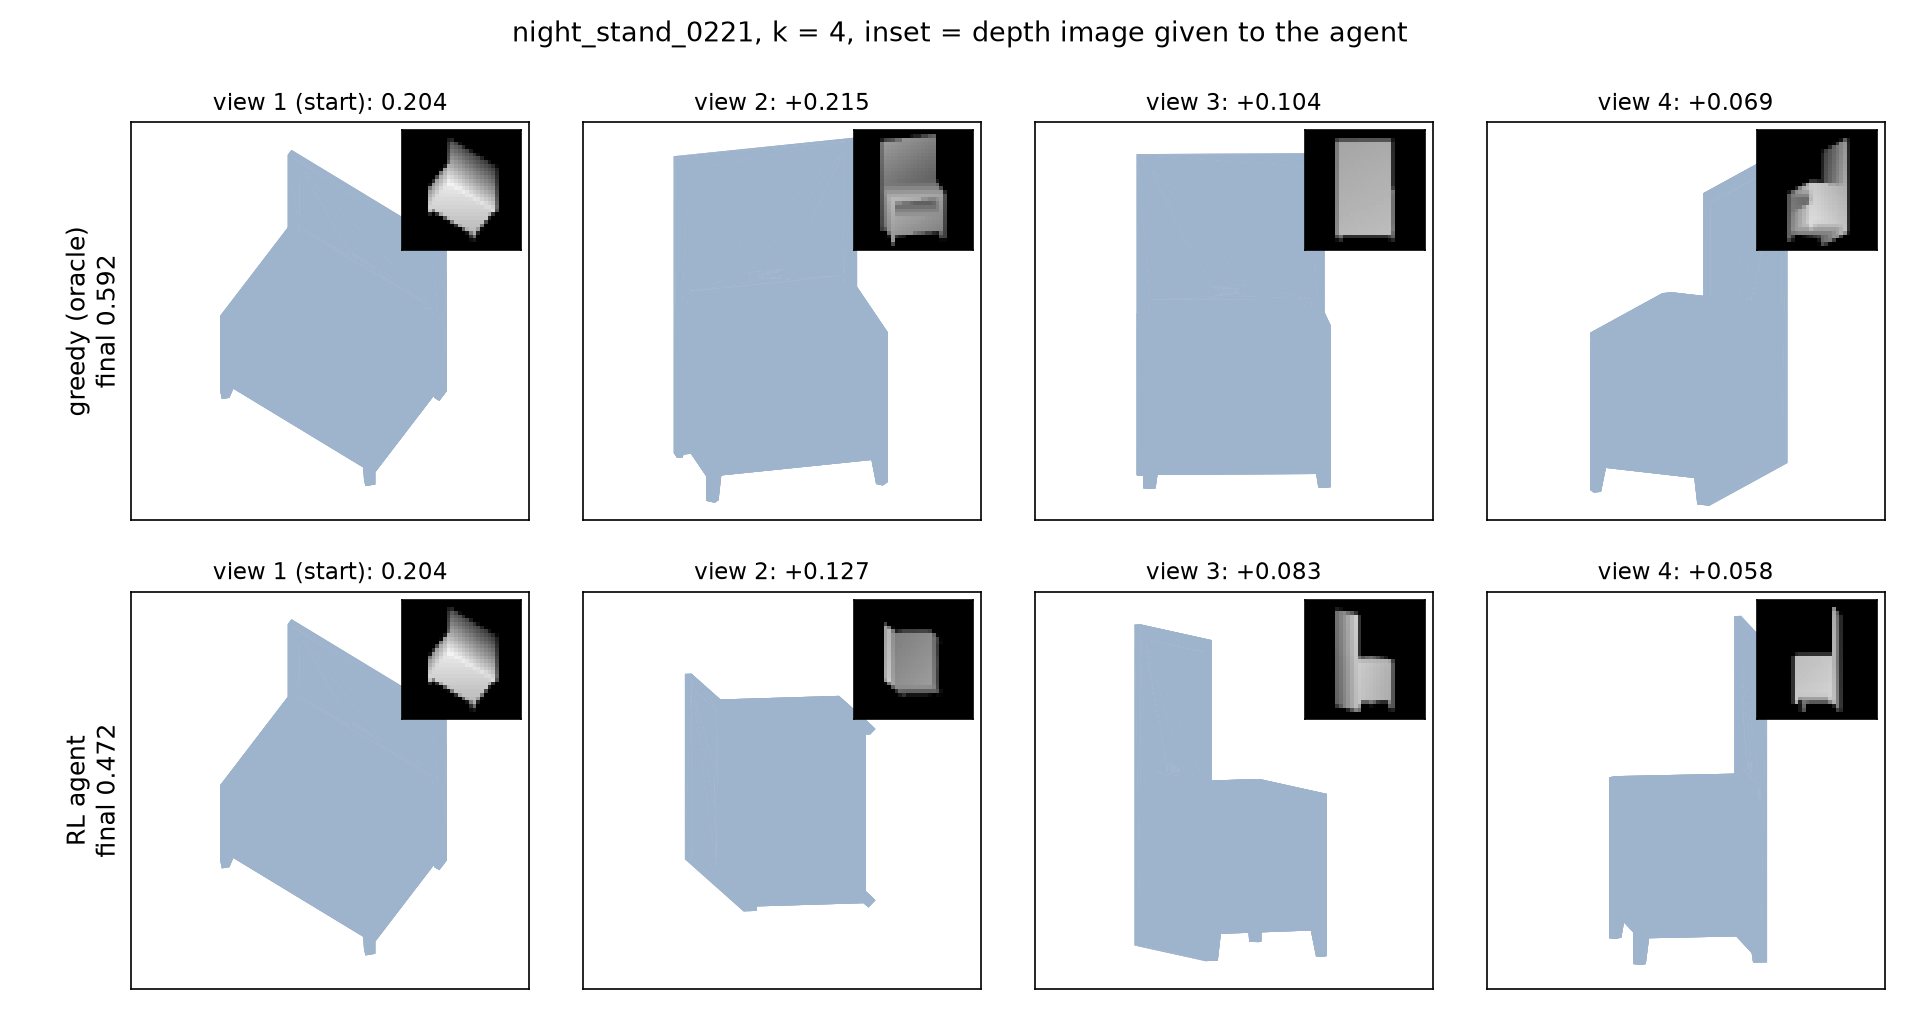 night_stand_0221, k = 4, inset = depth image given to the agent
view 1 (start): 0.204
view 2: +0.215
view 3: +0.104
view 4: +0.069
greedy (oracle)
final 0.592
view 1 (start): 0.204
view 2: +0.127
view 3: +0.083
view 4: +0.058
RL agent
final 0.472